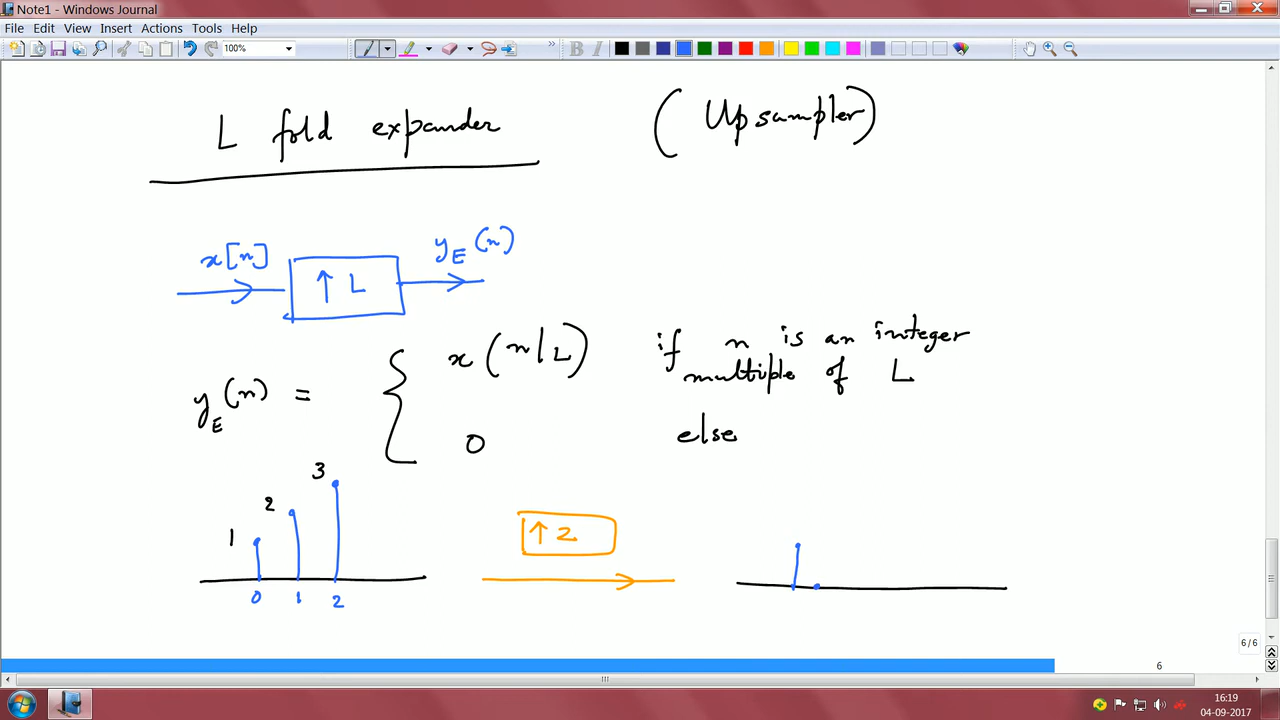 Note1 - Windows Journal
File Edit View Insert Actions Tools Help
100%
L fold expander (Upsampler)
x[n] ↑ L y_E(n)
y_E(n) = { x(n/L) if n is an integer
multiple of L
0 else
3
2
1
↑ 2
0 1 2
6/6
6
16:19
04-09-2017